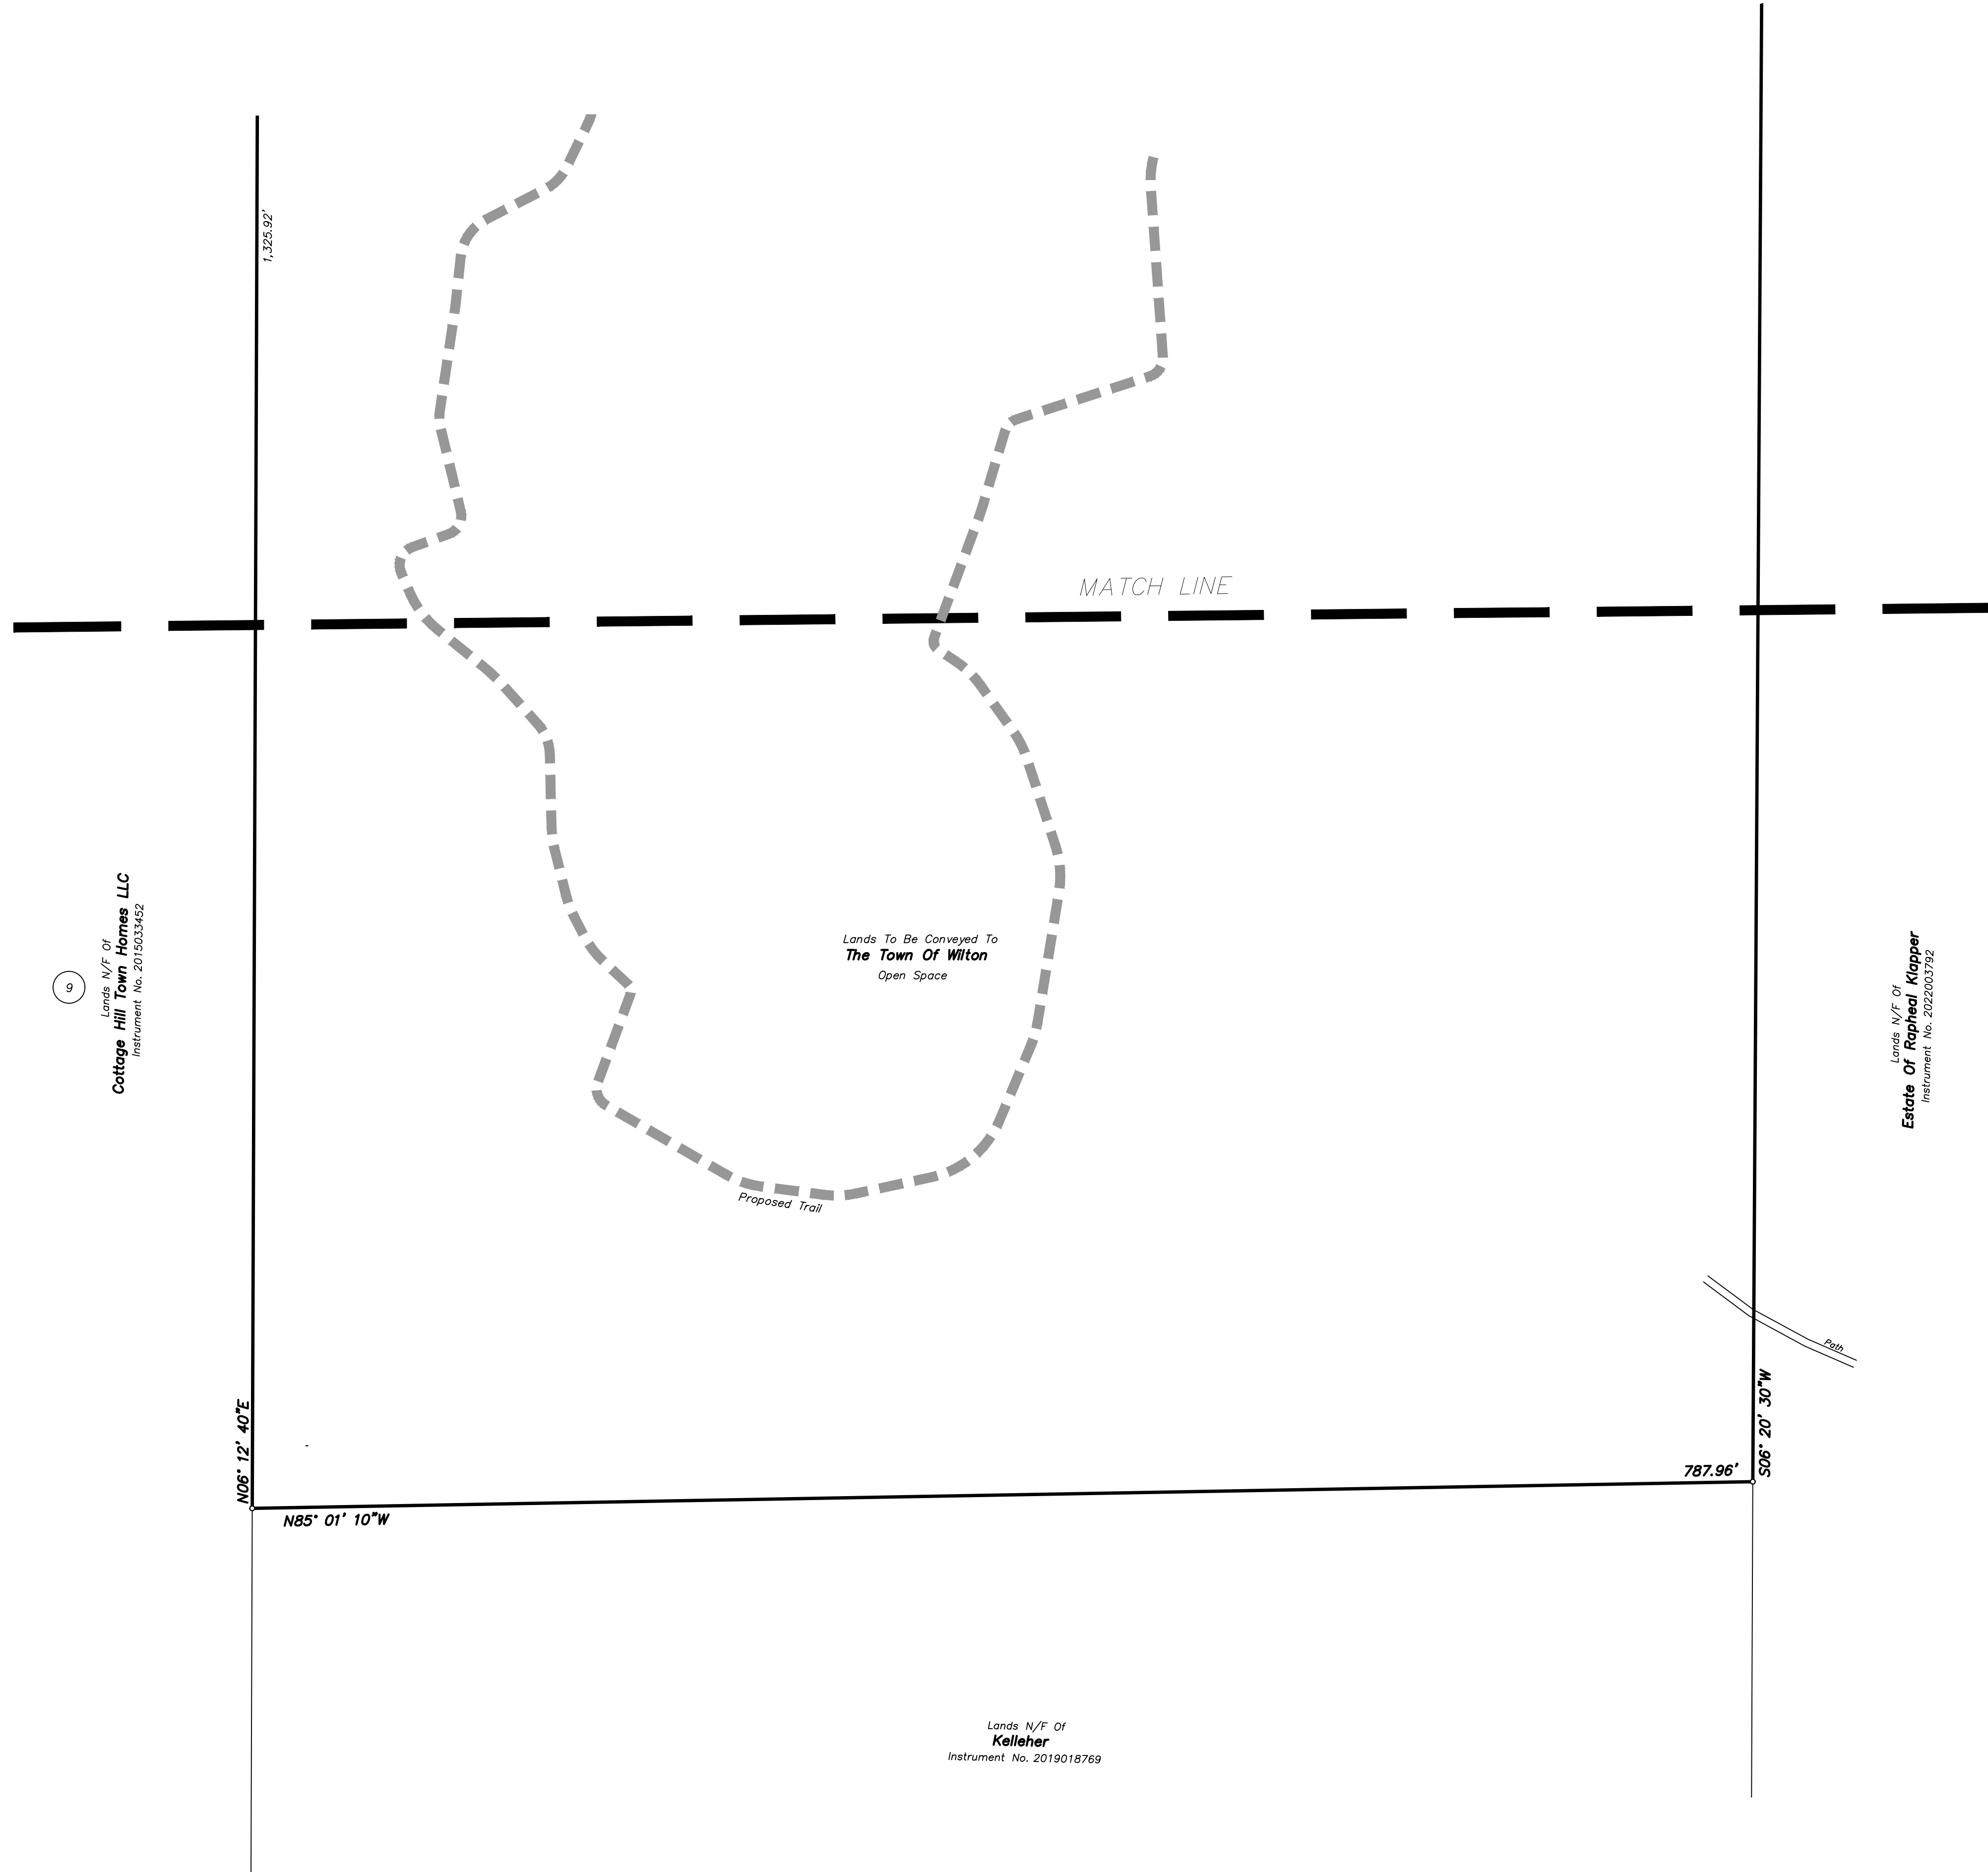 1,325.92'
MATCH LINE
Lands N/F Of
Cottage Hill Town Homes LLC
Instrument No. 2015033452
9
Lands To Be Conveyed To
The Town Of Wilton
Open Space
Lands N/F Of
Estate Of Rapheal Klapper
Instrument No. 2022003792
Proposed Trail
Path
N06° 12' 40"E
S06° 20' 30"W
787.96'
N85° 01' 10"W
Lands N/F Of
Kelleher
Instrument No. 2019018769